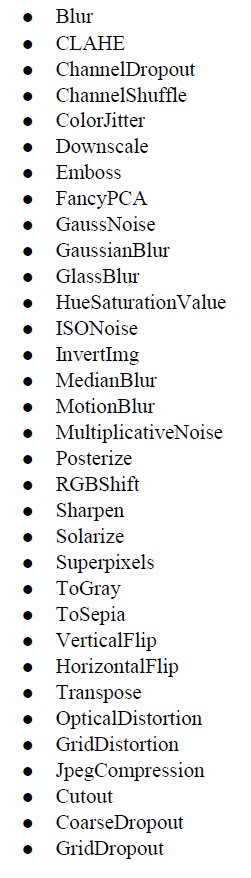 ● Blur
● CLAHE
● ChannelDropout
● ChannelShuffle
● ColorJitter
● Downscale
● Emboss
● FancyPCA
● GaussNoise
● GaussianBlur
● GlassBlur
● HueSaturationValue
● ISONoise
● InvertImg
● MedianBlur
● MotionBlur
● MultiplicativeNoise
● Posterize
● RGBShift
● Sharpen
● Solarize
● Superpixels
● ToGray
● ToSepia
● VerticalFlip
● HorizontalFlip
● Transpose
● OpticalDistortion
● GridDistortion
● JpegCompression
● Cutout
● CoarseDropout
● GridDropout